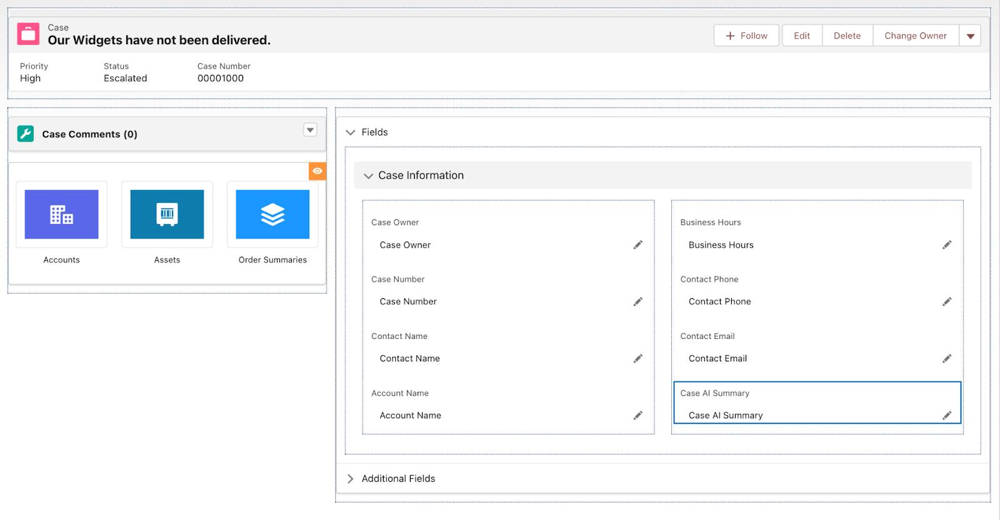 Case
Our Widgets have not been delivered.
Follow
Edit
Delete
Change Owner
Priority
Status
Case Number
High
Escalated
00001000
Case Comments (0)
Accounts
Assets
Order Summaries
Fields
Case Information
Case Owner
Case Owner
Case Number
Case Number
Contact Name
Contact Name
Account Name
Account Name
Business Hours
Business Hours
Contact Phone
Contact Phone
Contact Email
Contact Email
Case AI Summary
Case AI Summary
Additional Fields